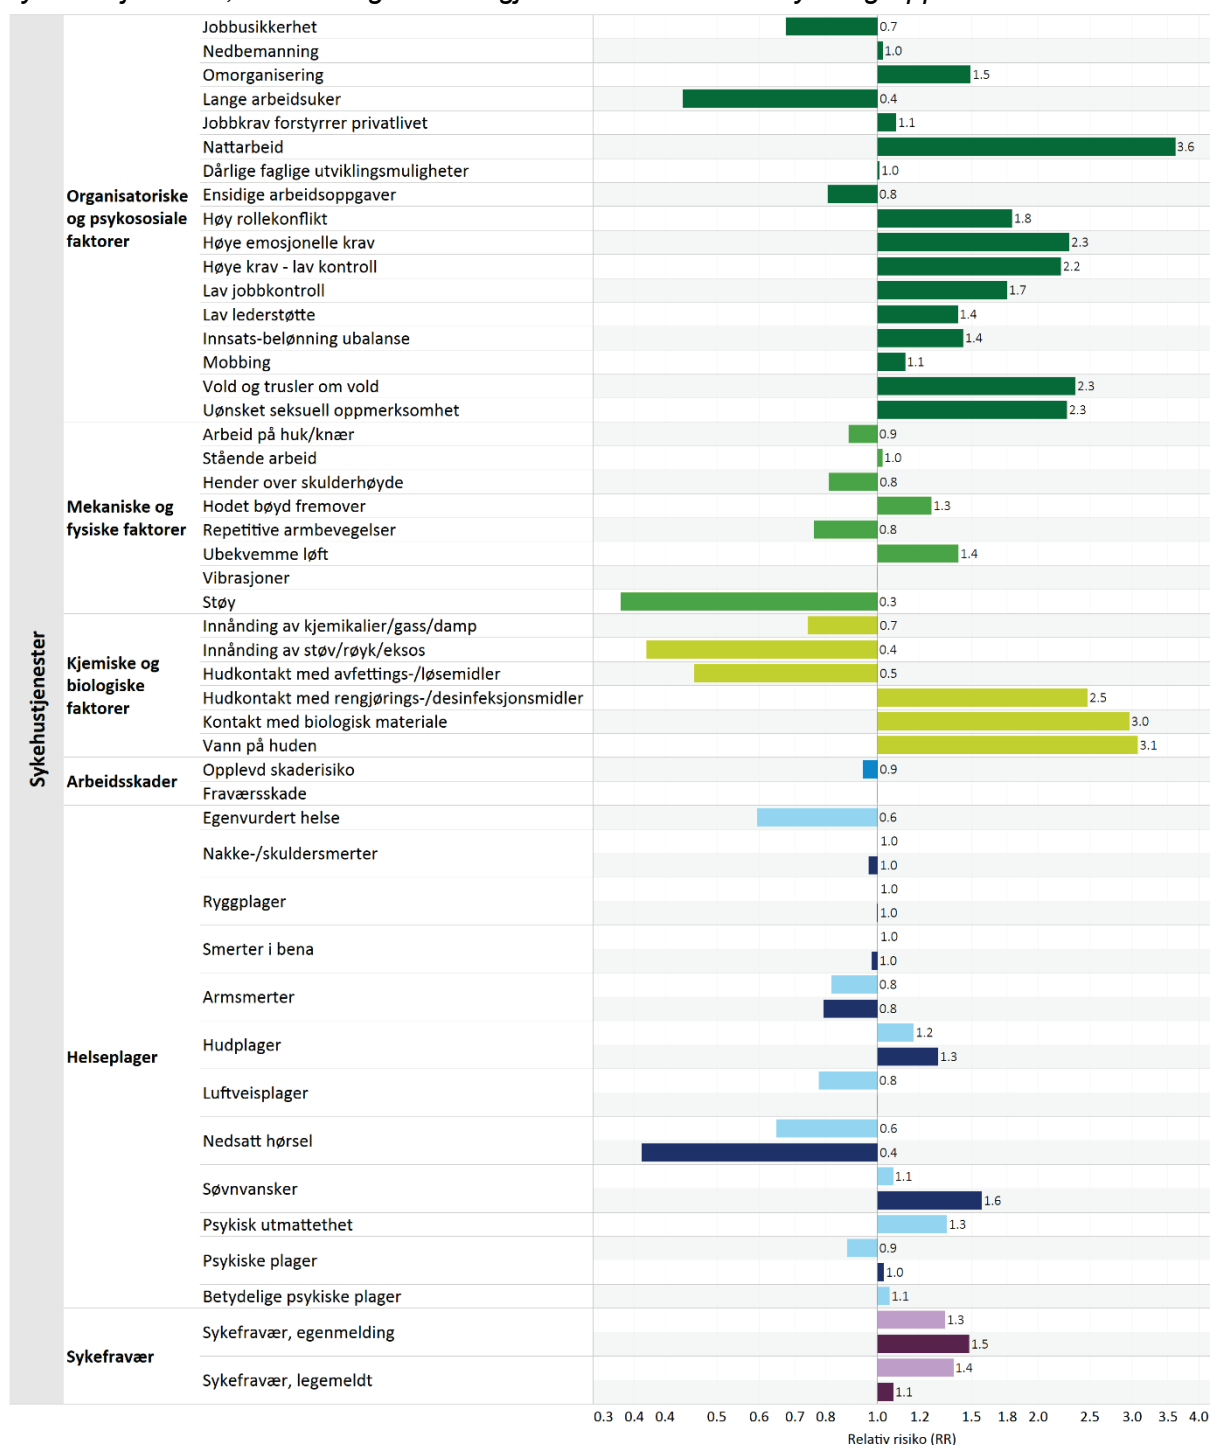 Jobbusikkerhet 0.7
Nedbemanning 1.0
Omorganisering 1.5
Lange arbeidsuker 0.4
Jobbkrav forstyrrer privatlivet 1.1
Nattarbeid 3.6
Dårlige faglige utviklingsmuligheter 1.0
Organisatoriske
og psykososiale
faktorer
Ensidige arbeidsoppgaver 0.8
Høy rollekonflikt 1.8
Høye emosjonelle krav 2.3
Høye krav - lav kontroll 2.2
Lav jobbkontroll 1.7
Lav lederstøtte 1.4
Innsats-belønning ubalanse 1.4
Mobbing 1.1
Vold og trusler om vold 2.3
Uønsket seksuell oppmerksomhet 2.3
Arbeid på huk/knær 0.9
Stående arbeid 1.0
Hender over skulderhøyde 0.8
Mekaniske og
fysiske faktorer
Hodet bøyd fremover 1.3
Repetitive armbevegelser 0.8
Ubekvemme løft 1.4
Vibrasjoner
Støy 0.3
Sykehustjenester
Innånding av kjemikalier/gass/damp 0.7
Kjemiske og
biologiske
faktorer
Innånding av støv/røyk/eksos 0.4
Hudkontakt med avfettings-/løsemidler 0.5
Hudkontakt med rengjørings-/desinfeksjonsmidler 2.5
Kontakt med biologisk materiale 3.0
Vann på huden 3.1
Arbeidsskader
Opplevd skaderisiko 0.9
Fraværsskade
Helseplager
Egenvurdert helse 0.6
Nakke-/skuldersmerter 1.0
1.0
Ryggplager 1.0
1.0
Smerter i bena 1.0
1.0
Armsmerter 0.8
0.8
Hudplager 1.2
1.3
Luftveisplager 0.8
Nedsatt hørsel 0.6
0.4
Søvnvansker 1.1
1.6
Psykisk utmattethet 1.3
Psykiske plager 0.9
1.0
Betydelige psykiske plager 1.1
Sykefravær
Sykefravær, egenmelding 1.3
1.5
Sykefravær, legemeldt 1.4
1.1
0.3 0.4 0.4 0.5 0.6 0.7 0.8 1.0 1.2 1.5 1.8 2.0 2.5 3.0 3.5 4.0
Relativ risiko (RR)